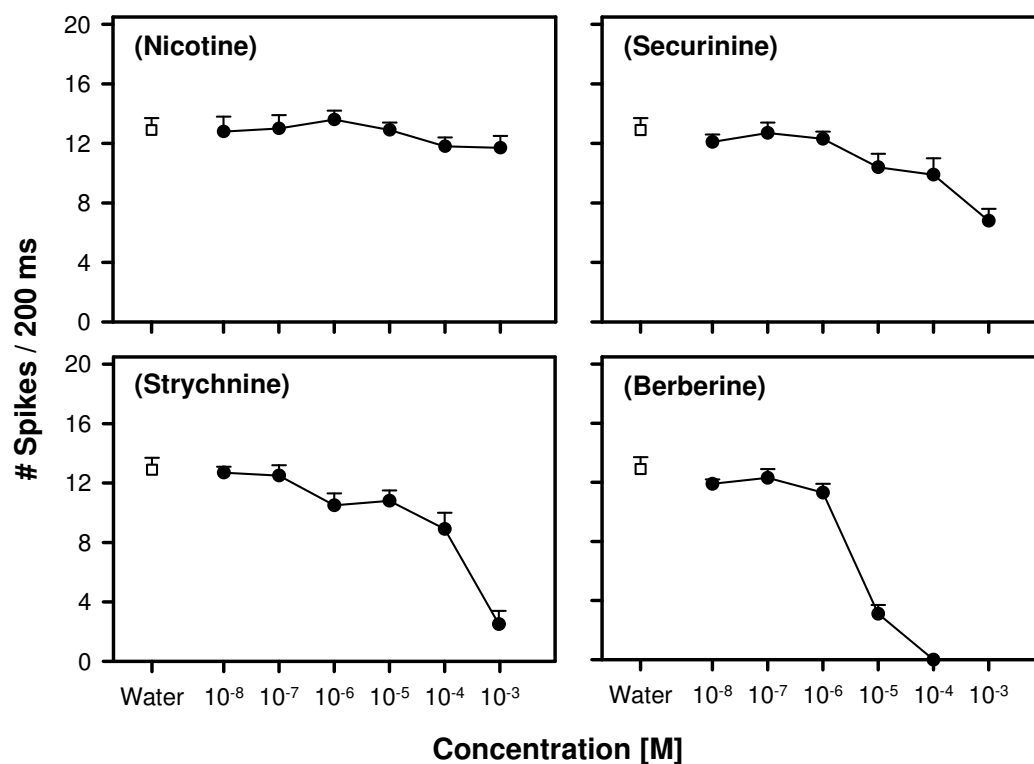 (Nicotine)
(Securinine)
20
16
12
8
4
0
(Strychnine)
(Berberine)
20
16
12
8
4
0
# Spikes / 200 ms
Water 10⁻⁸ 10⁻⁷ 10⁻⁶ 10⁻⁵ 10⁻⁴ 10⁻³
Water 10⁻⁸ 10⁻⁷ 10⁻⁶ 10⁻⁵ 10⁻⁴ 10⁻³
Concentration [M]